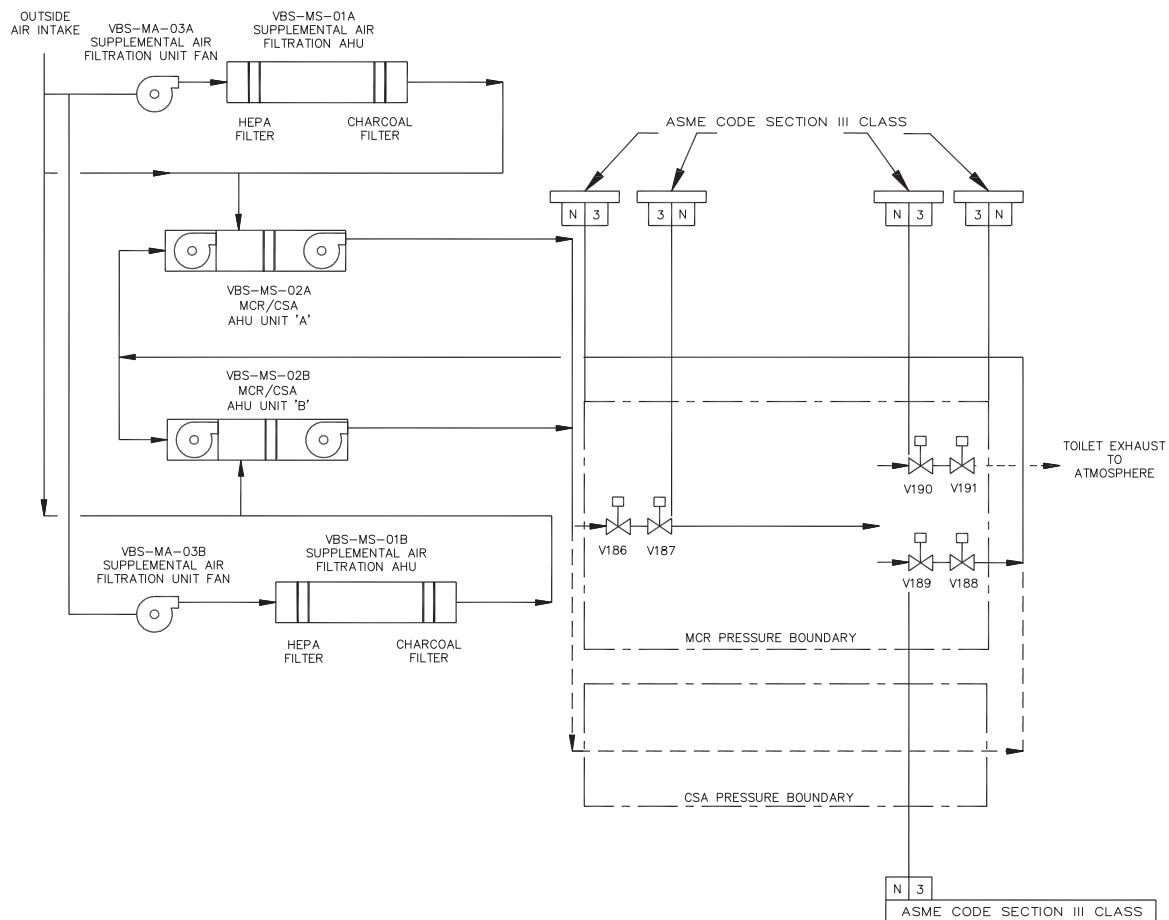 OUTSIDE
AIR INTAKE
VBS-MA-03A
SUPPLEMENTAL AIR
FILTRATION UNIT FAN
VBS-MS-01A
SUPPLEMENTAL AIR
FILTRATION AHU
HEPA
FILTER
CHARCOAL
FILTER
ASME CODE SECTION III CLASS
N 3
3 N
N 3
3 N
VBS-MS-02A
MCR/CSA
AHU UNIT 'A'
VBS-MS-02B
MCR/CSA
AHU UNIT 'B'
TOILET EXHAUST
TO
ATMOSPHERE
V190
V191
V186
V187
V189
V188
VBS-MA-03B
SUPPLEMENTAL AIR
FILTRATION UNIT FAN
VBS-MS-01B
SUPPLEMENTAL AIR
FILTRATION AHU
HEPA
FILTER
CHARCOAL
FILTER
MCR PRESSURE BOUNDARY
CSA PRESSURE BOUNDARY
N 3
ASME CODE SECTION III CLASS